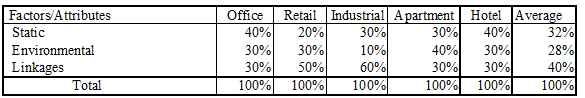 Factors/Attributes Office Retail Industrial Apartment Hotel Average
Static 40% 20% 30% 30% 40% 32%
Environmental 30% 30% 10% 40% 30% 28%
Linkages 30% 50% 60% 30% 30% 40%
Total 100% 100% 100% 100% 100% 100%